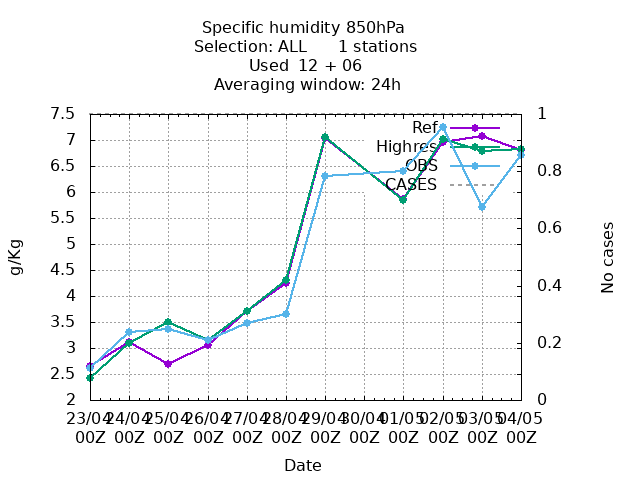 Specific humidity 850hPa
Selection: ALL 1 stations
Used 12 + 06
Averaging window: 24h
7.5
7
6.5
6
5.5
5
4.5
4
3.5
3
2.5
2
g/Kg
1
0.8
0.6
0.4
0.2
0
No cases
Ref
Highres
OBS
CASES
23/04 24/04 25/04 26/04 27/04 28/04 29/04 30/04 01/05 02/05 03/05 04/05
00Z 00Z 00Z 00Z 00Z 00Z 00Z 00Z 00Z 00Z 00Z 00Z
Date